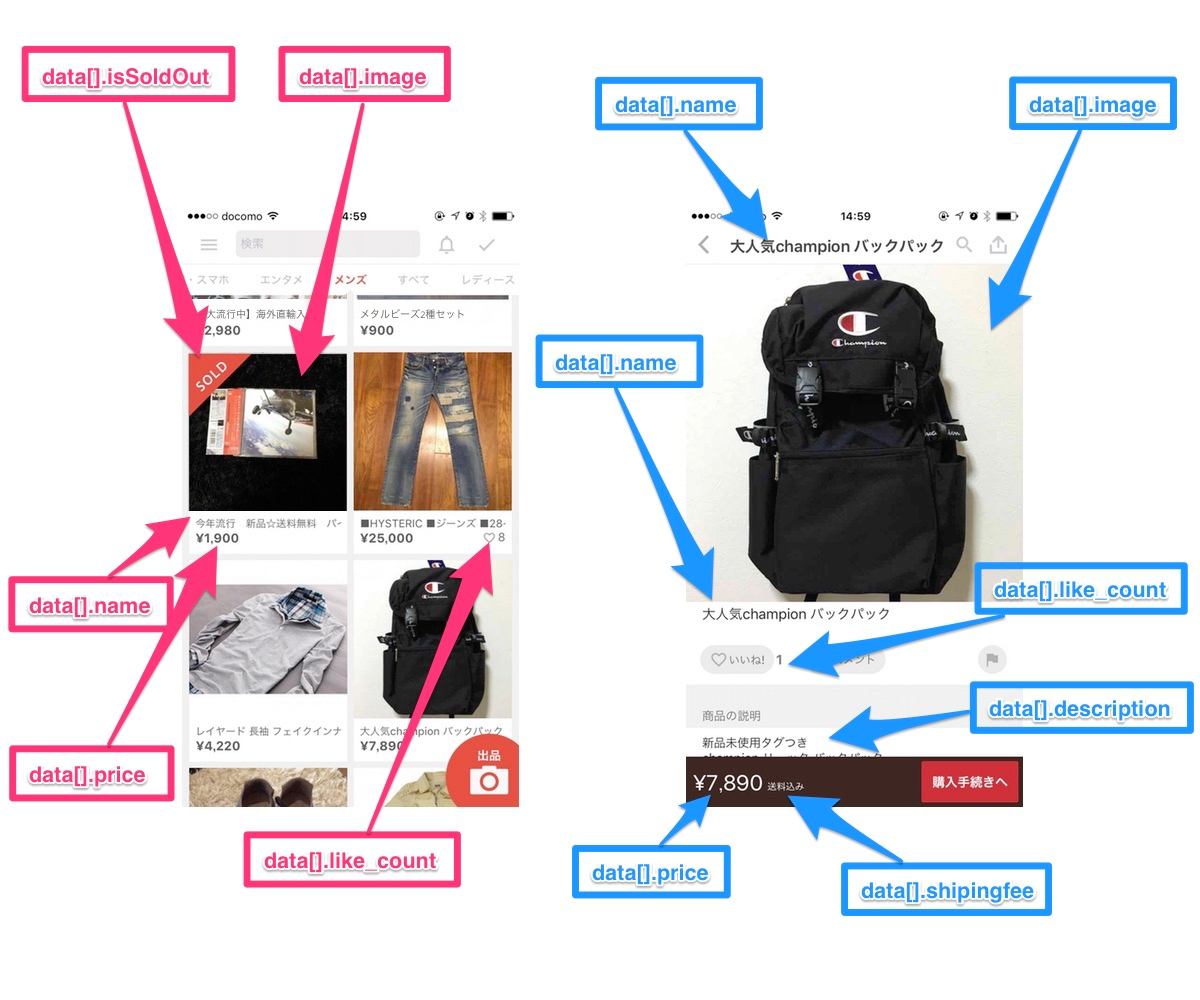 data[].isSoldOut
data[].image
docomo
4:59
検索
・スマホ
エンタメ
メンズ
すべて
レディース
大流行中】海外直輸入
2,980
メタルビーズ2種セット
¥900
SOLD
今年流行 新品☆送料無料 パイ
¥1,900
■HYSTERIC ■ジーンズ ■28-
¥25,000
8
レイヤード 長袖 フェイクインナ
¥4,220
大人気champion バックパック
¥7,890
出品
data[].name
data[].price
data[].like_count
data[].name
data[].image
14:59
大人気champion バックパック
Champion
data[].name
大人気champion バックパック
data[].like_count
いいね! 1
メント
商品の説明
data[].description
新品未使用タグつき
¥7,890 送料込み
購入手続きへ
data[].price
data[].shipingfee